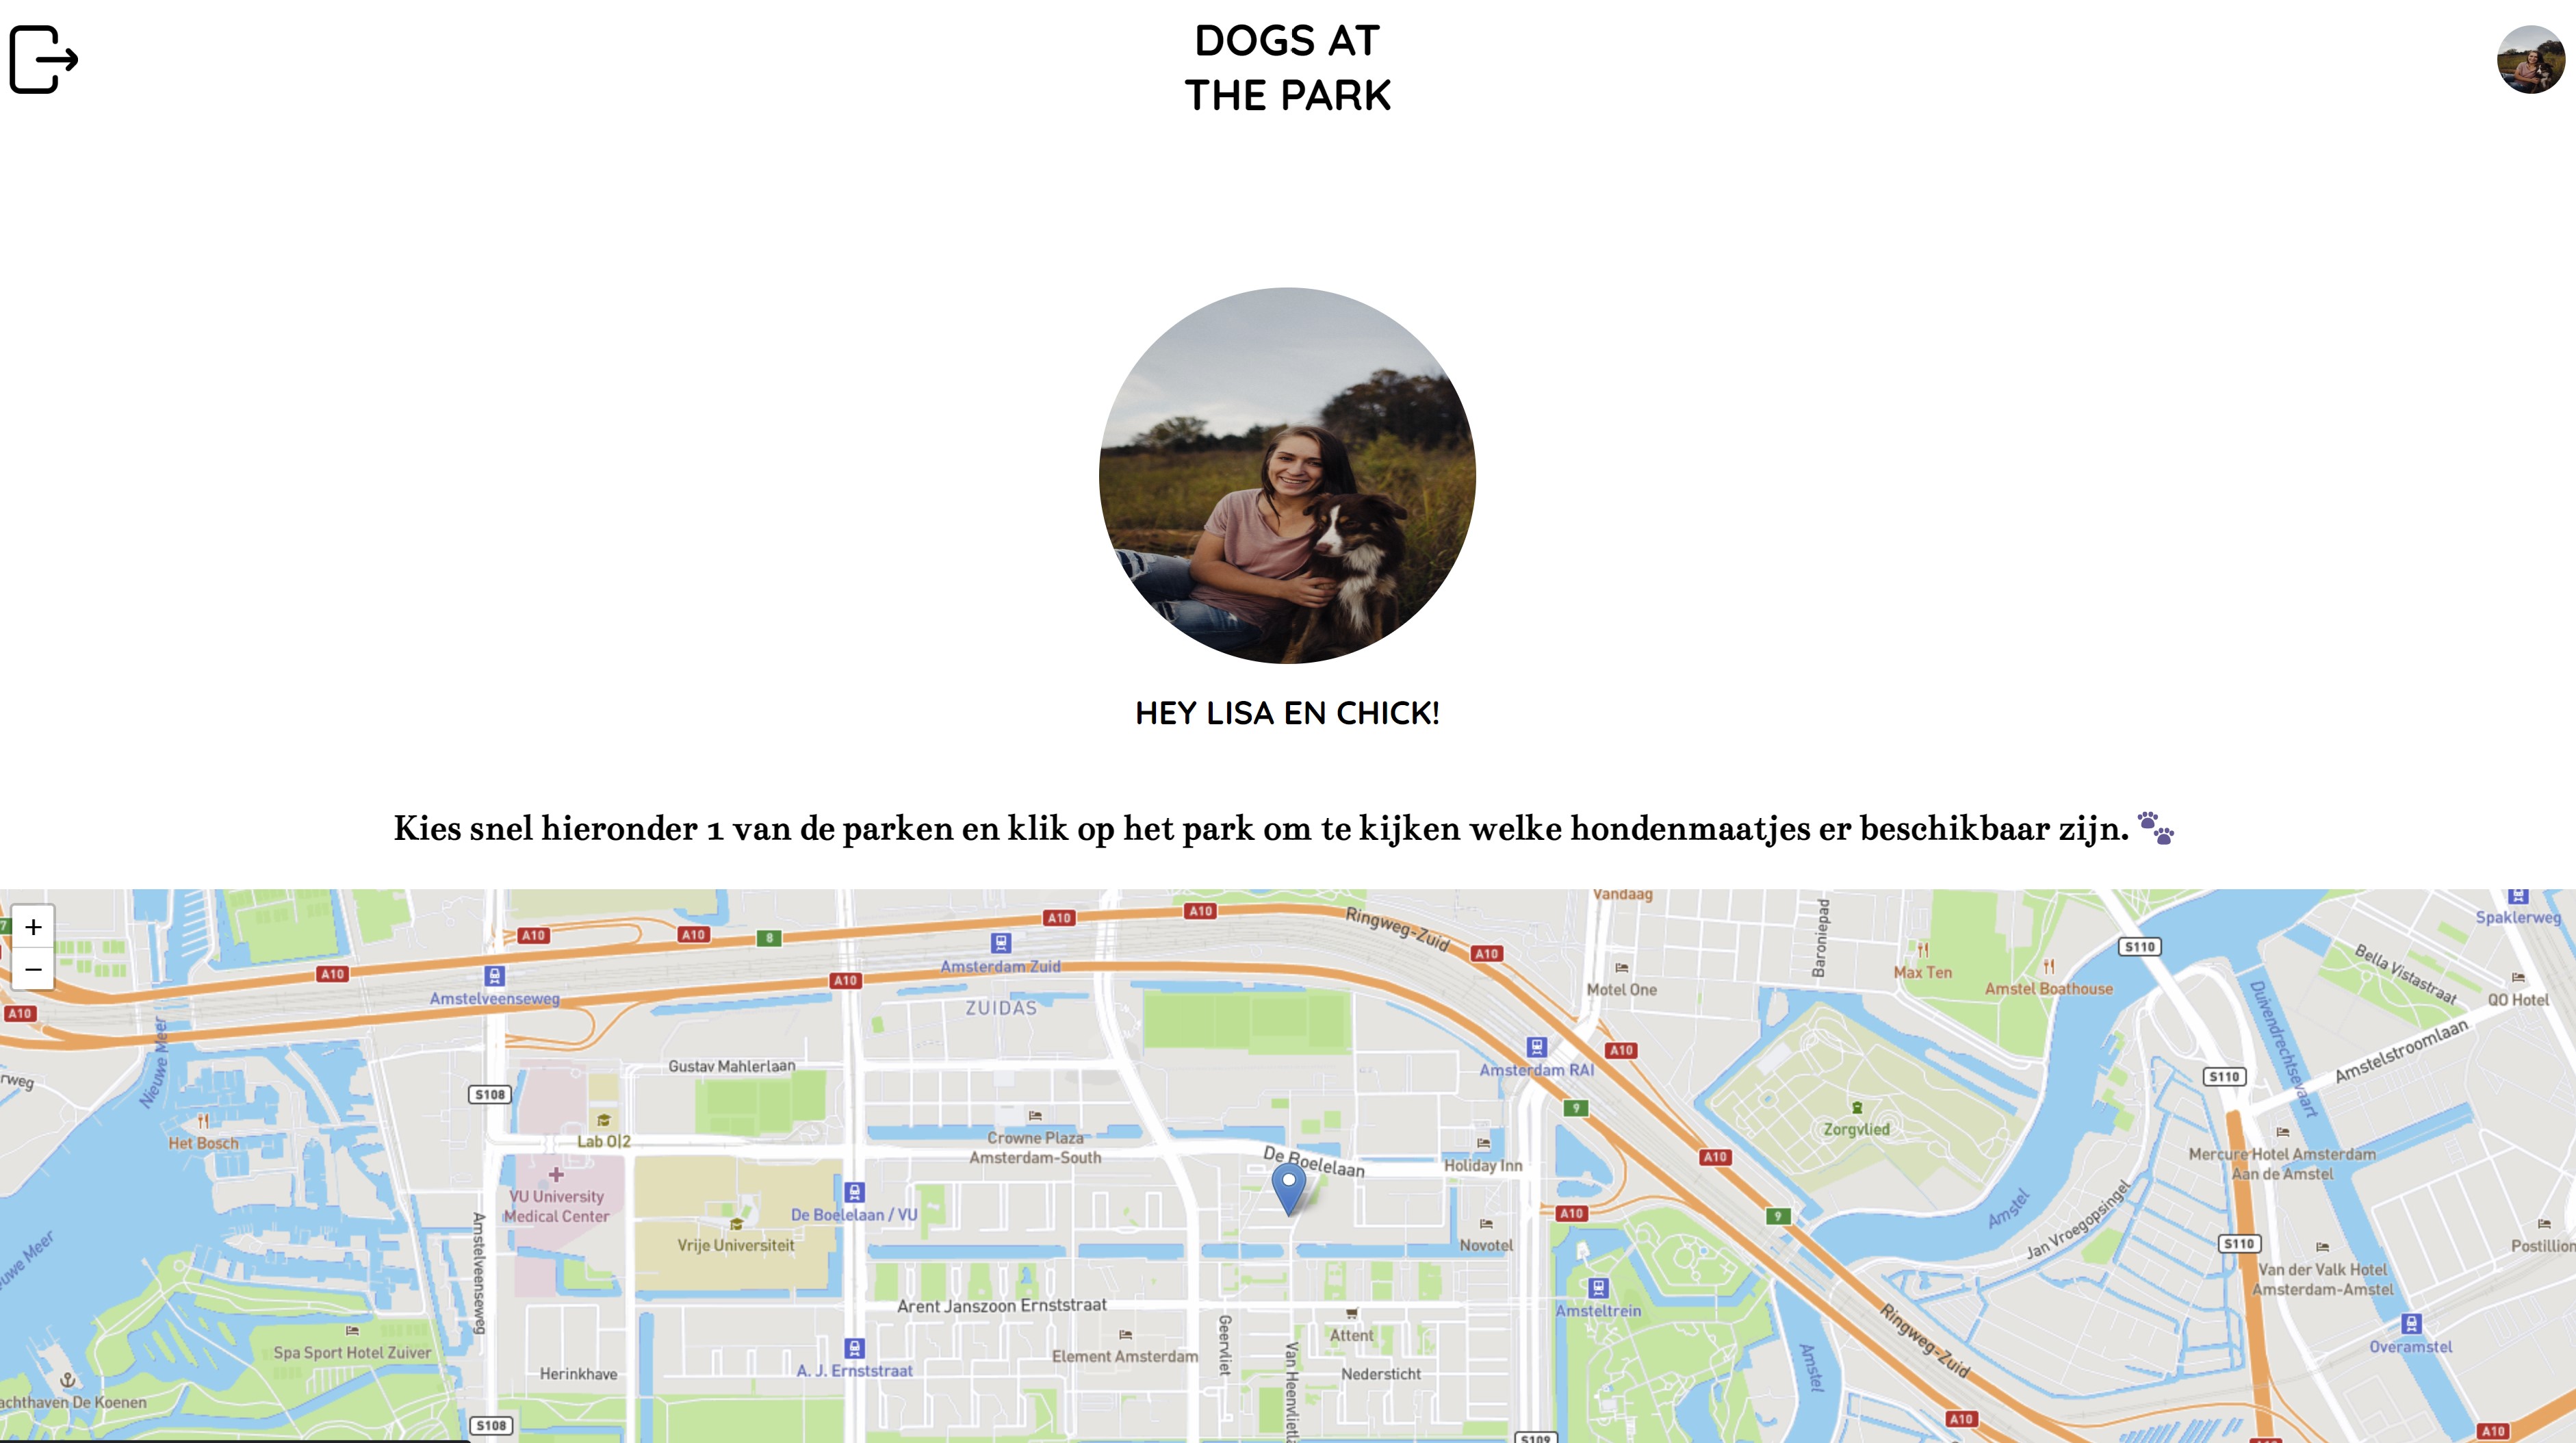 DOGS AT
THE PARK
HEY LISA EN CHICK!
Kies snel hieronder 1 van de parken en klik op het park om te kijken welke hondenmaatjes er beschikbaar zijn.
+
−
A10
A10
8
A10
A10
Ringweg-Zuid
A10
Vandaag
Baroniepad
S110
Spaklerweg
Bella Vistastraat
A10
Amstelveenseweg
A10
Amsterdam Zuid
ZUIDAS
Motel One
Max Ten
Amstel Boathouse
QO Hotel
A10
Nieuwe Meer
Gustav Mahlerlaan
Amsterdam RAI
A10
Duivendrechtsevaart
Amstelstroomlaan
rweg
S108
9
S110
Het Bosch
Lab O|2
Crowne Plaza
Amsterdam-South
De Boelelaan
Holiday Inn
A10
Zorgvlied
Mercure Hotel Amsterdam
Aan de Amstel
VU University
Medical Center
De Boelelaan / VU
A10
9
Amstel
Jan Vroegopsingel
S110
Postillion
uwe Meer
Amstelveenseweg
Vrije Universiteit
Novotel
Van der Valk Hotel
Amsterdam-Amstel
Arent Janszoon Ernststraat
Amsteltrein
Ringweg-Zuid
Overamstel
Spa Sport Hotel Zuiver
Herinkhave
A. J. Ernststraat
Element Amsterdam
Geervliet
Van Heenvlietla
Attent
Nedersticht
Amstel
achthaven De Koenen
S108
S109
A10
A10